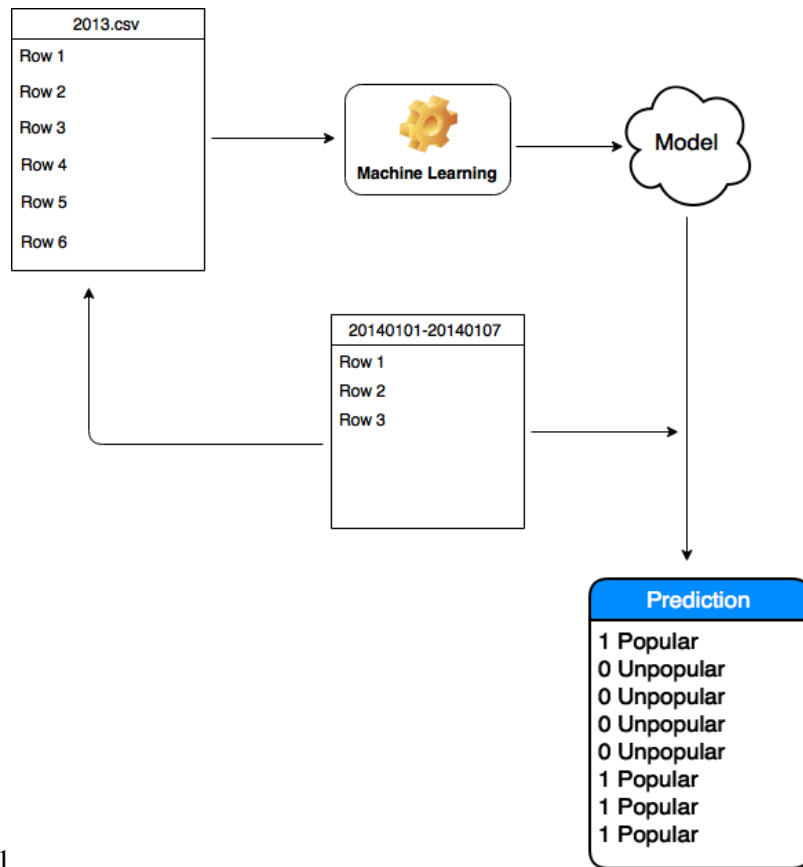 2013.csv
Row 1
Row 2
Row 3
Row 4
Row 5
Row 6
Machine Learning
Model
20140101-20140107
Row 1
Row 2
Row 3
Prediction
1 Popular
0 Unpopular
0 Unpopular
0 Unpopular
0 Unpopular
1 Popular
1 Popular
1 Popular
1